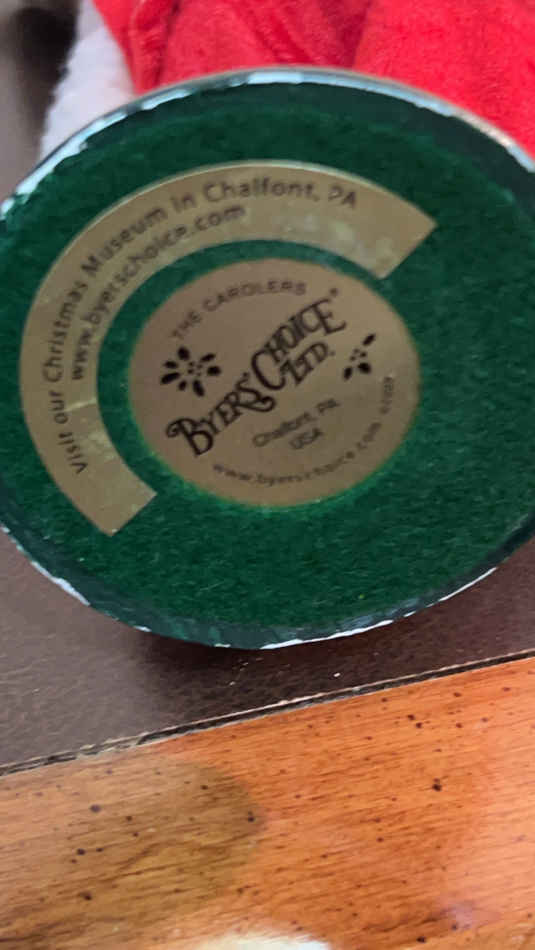 Visit our Christmas Museum in Chalfont, PA
www.byerschoice.com
THE CAROLERS®
BYERS' CHOICE
LTD.
Chalfont, PA
USA
www.byerschoice.com